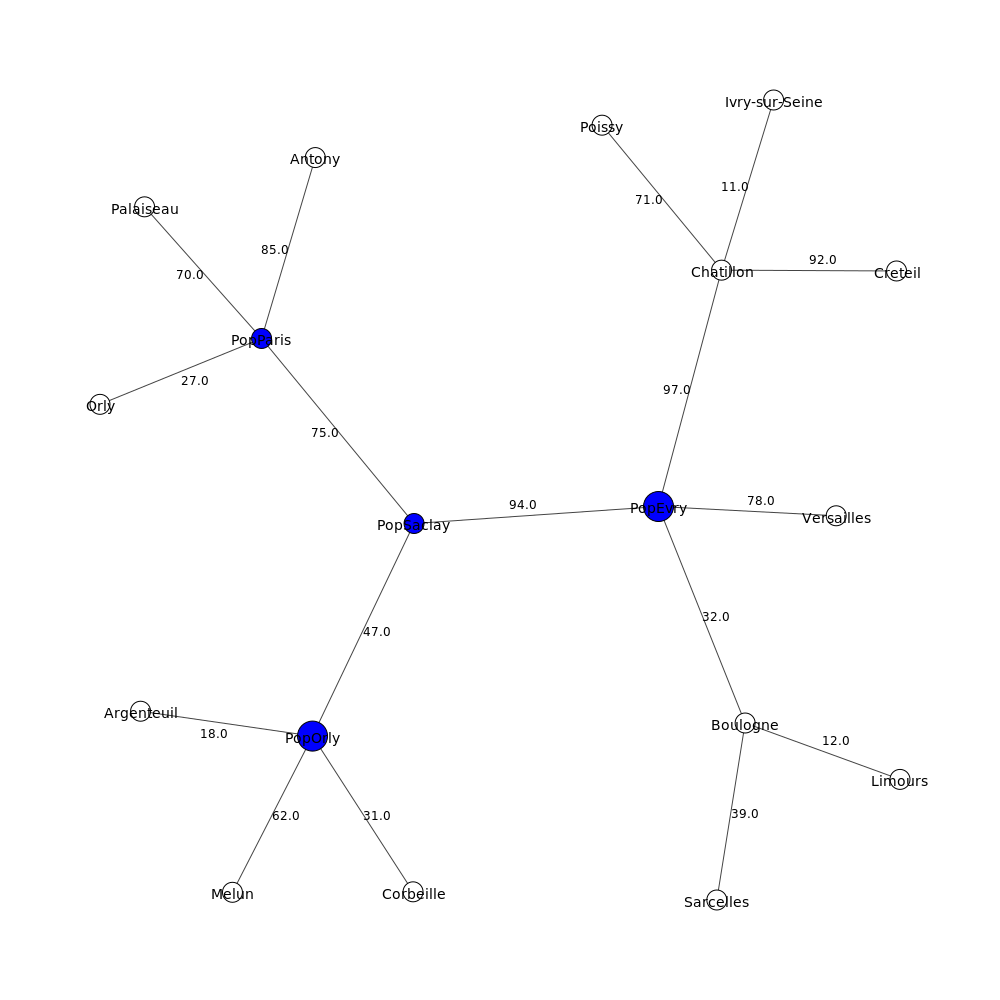 Ivry-sur-Seine
Poissy
Antony
11.0
71.0
Palaiseau
85.0
92.0
70.0
Chatillon
Creteil
PopParis
27.0
97.0
Orly
75.0
94.0
78.0
PopEvry
Versailles
PopSaclay
32.0
47.0
Argenteuil
Boulogne
18.0
PopOrly
12.0
Limours
39.0
62.0
31.0
Melun
Corbeille
Sarcelles